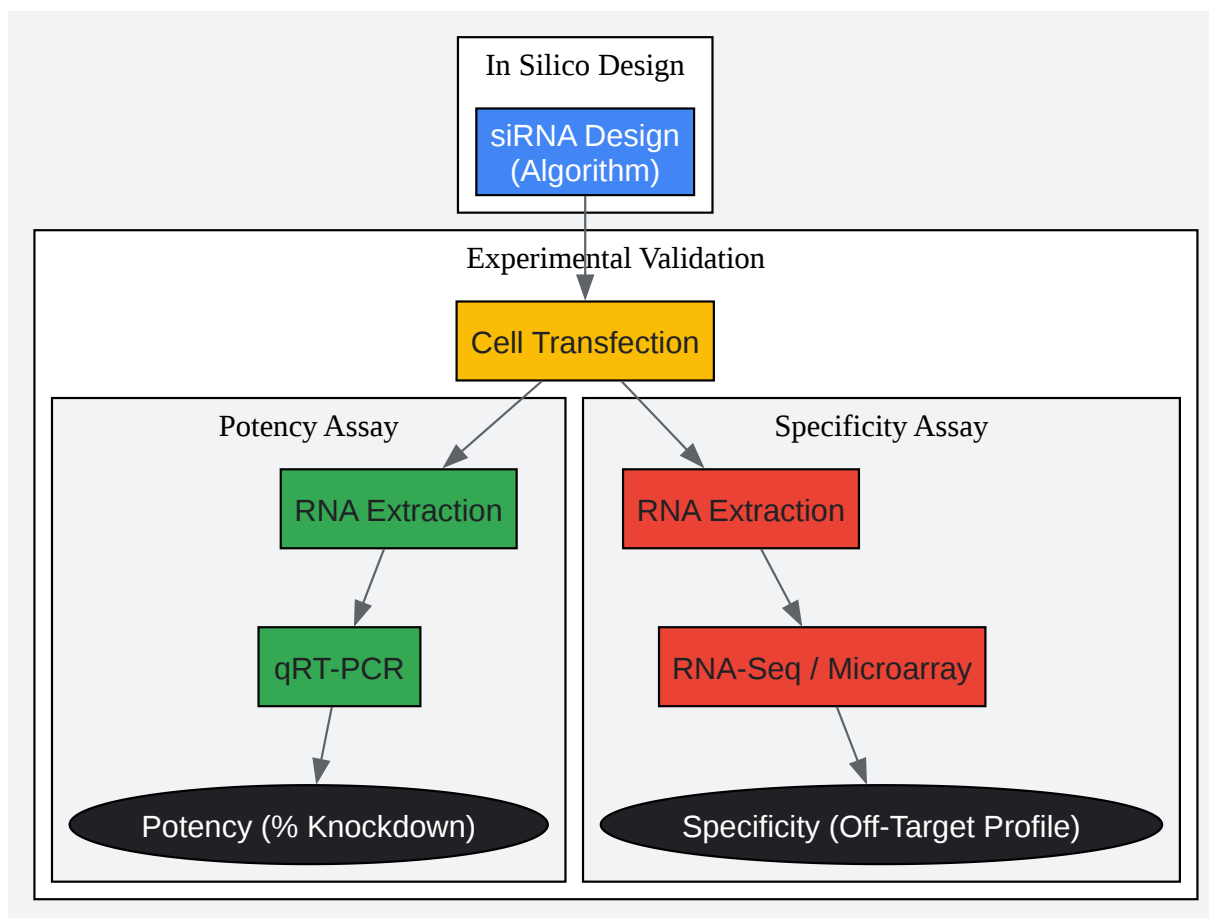 In Silico Design
siRNA Design
(Algorithm)
Experimental Validation
Cell Transfection
Potency Assay
RNA Extraction
qRT-PCR
Potency (% Knockdown)
Specificity Assay
RNA Extraction
RNA-Seq / Microarray
Specificity (Off-Target Profile)